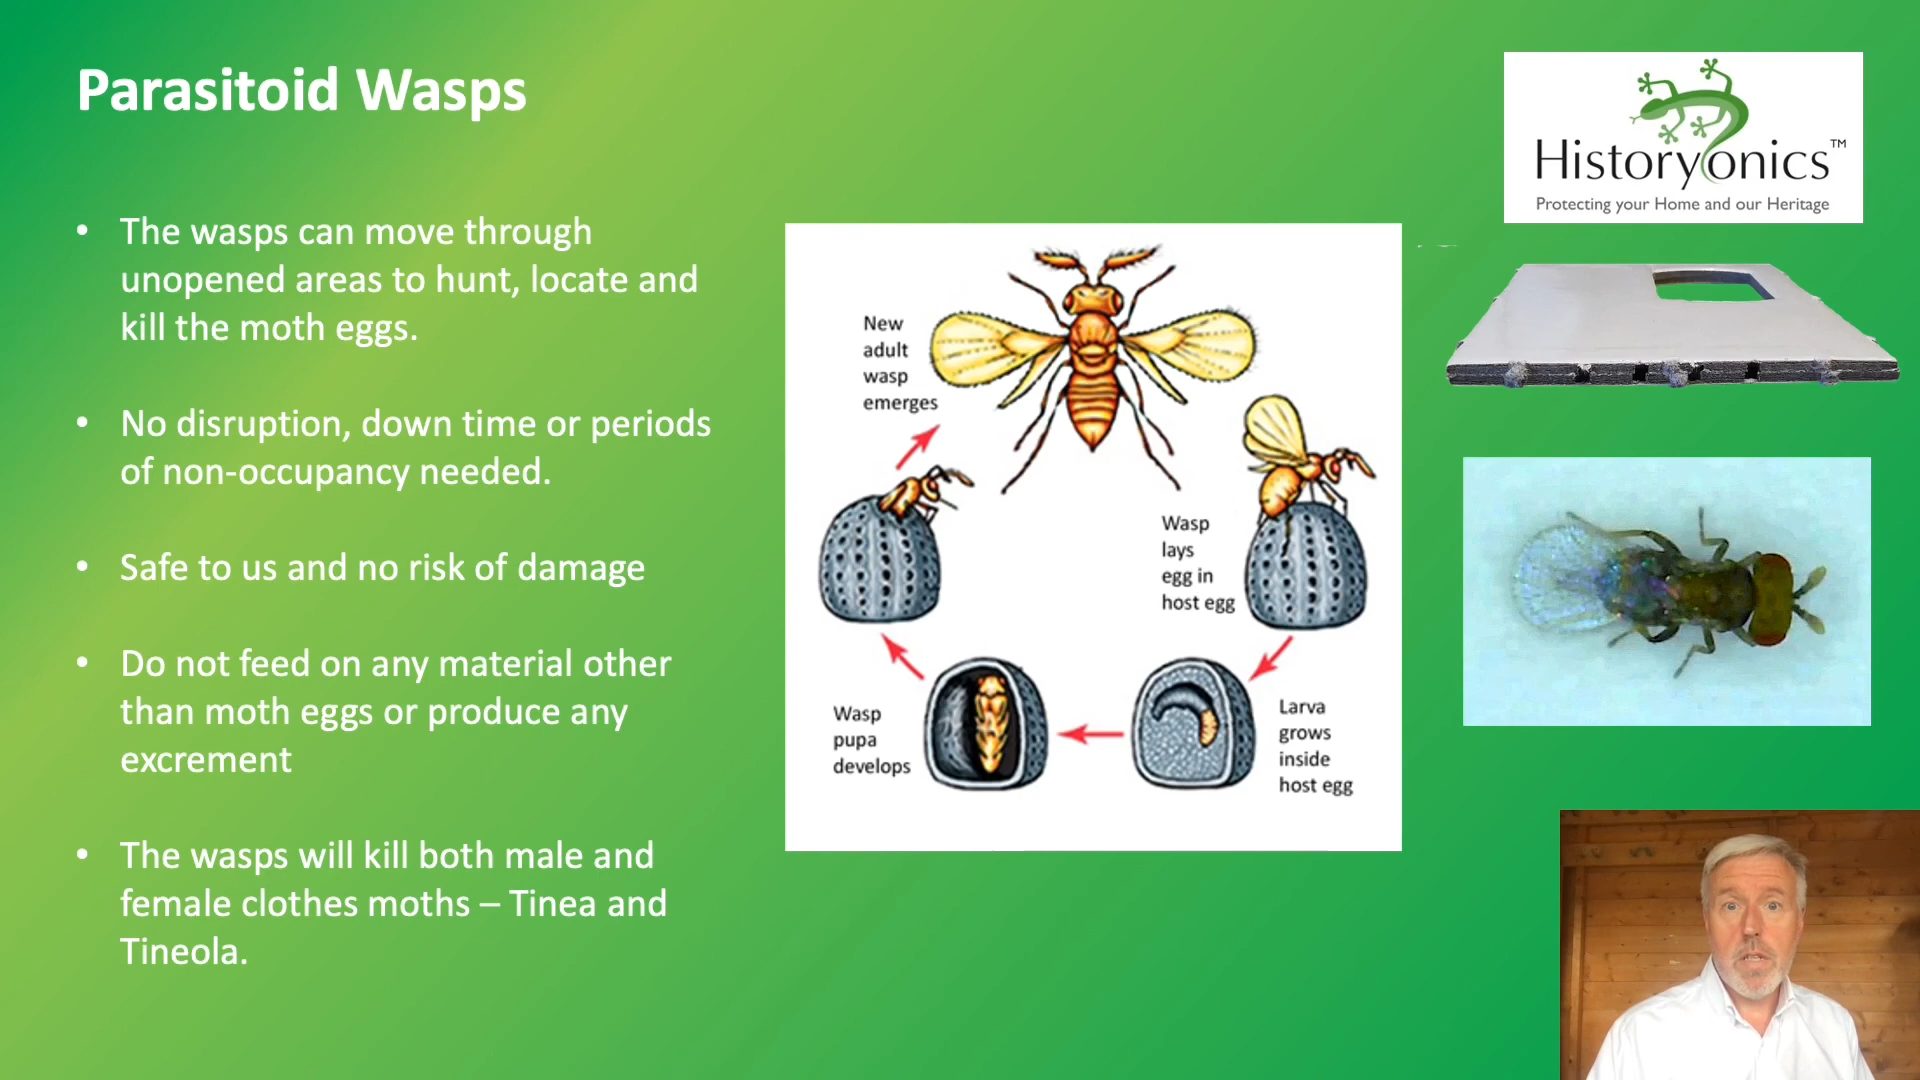 Parasitoid Wasps
• The wasps can move through
unopened areas to hunt, locate and
kill the moth eggs.
• No disruption, down time or periods
of non-occupancy needed.
• Safe to us and no risk of damage
• Do not feed on any material other
than moth eggs or produce any
excrement
• The wasps will kill both male and
female clothes moths – Tinea and
Tineola.
New
adult
wasp
emerges
Wasp
lays
egg in
host egg
Larva
grows
inside
host egg
Wasp
pupa
develops
Historyonics™
Protecting your Home and our Heritage